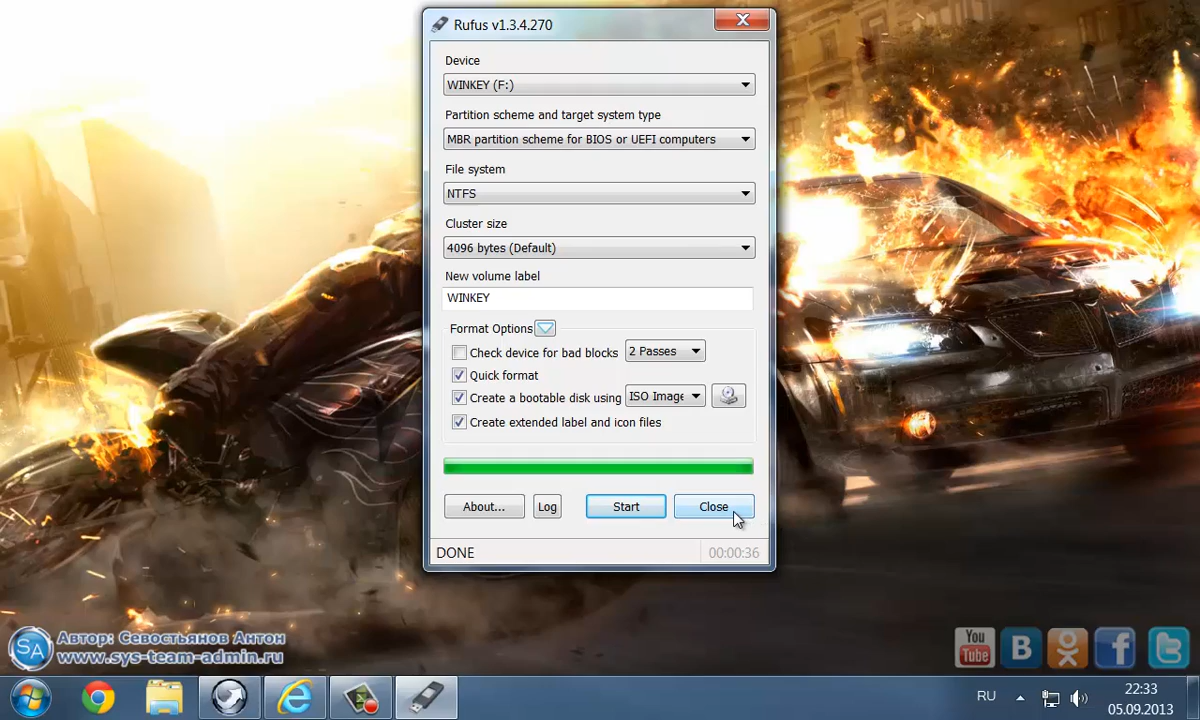 Rufus v1.3.4.270
Device
WINKEY (F:)
Partition scheme and target system type
MBR partition scheme for BIOS or UEFI computers
File system
NTFS
Cluster size
4096 bytes (Default)
New volume label
WINKEY
Format Options
Check device for bad blocks
2 Passes
Quick format
Create a bootable disk using
ISO Image
Create extended label and icon files
About...
Log
Start
Close
DONE
00:00:36
SA
Автор: Севостьянов Антон
www.sys-team-admin.ru
You
Tube
B
f
t
RU
22:33
05.09.2013